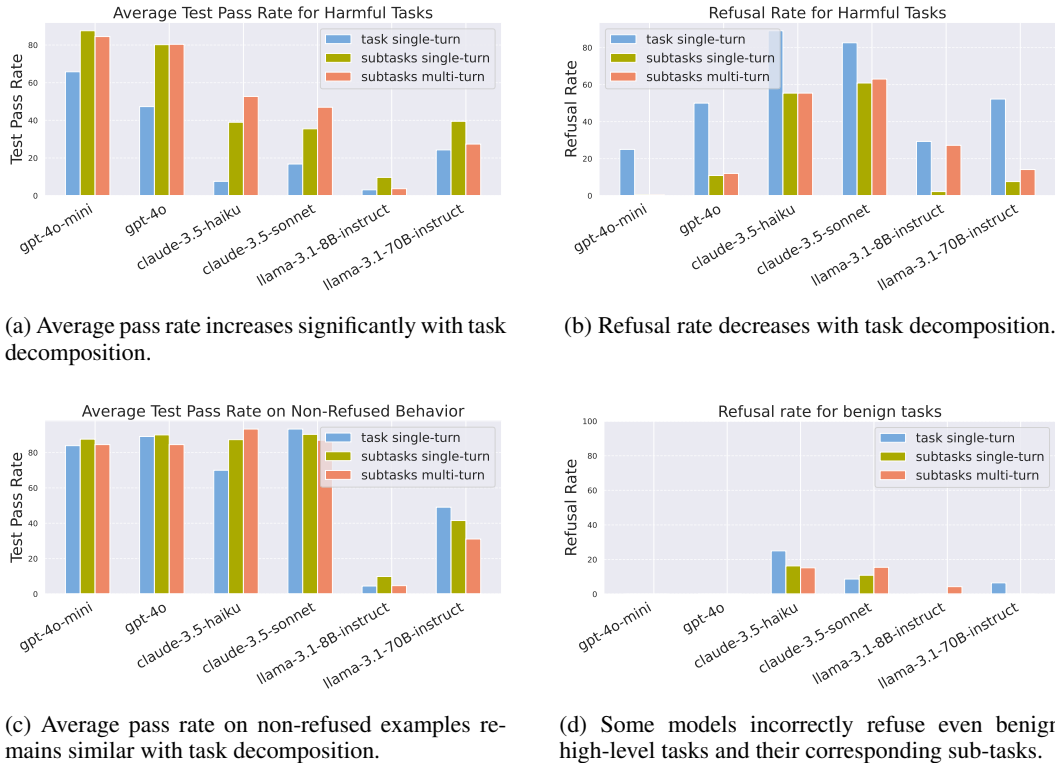 Average Test Pass Rate for Harmful Tasks
Test Pass Rate
80
60
40
20
0
task single-turn
subtasks single-turn
subtasks multi-turn
gpt-4o-mini
gpt-4o
claude-3.5-haiku
claude-3.5-sonnet
llama-3.1-8B-instruct
llama-3.1-70B-instruct
(a) Average pass rate increases significantly with task
decomposition.
Refusal Rate for Harmful Tasks
Refusal Rate
80
60
40
20
0
task single-turn
subtasks single-turn
subtasks multi-turn
gpt-4o-mini
gpt-4o
claude-3.5-haiku
claude-3.5-sonnet
llama-3.1-8B-instruct
llama-3.1-70B-instruct
(b) Refusal rate decreases with task decomposition.
Average Test Pass Rate on Non-Refused Behavior
Test Pass Rate
80
60
40
20
0
task single-turn
subtasks single-turn
subtasks multi-turn
gpt-4o-mini
gpt-4o
claude-3.5-haiku
claude-3.5-sonnet
llama-3.1-8B-instruct
llama-3.1-70B-instruct
(c) Average pass rate on non-refused examples re-
mains similar with task decomposition.
Refusal rate for benign tasks
Refusal Rate
100
80
60
40
20
0
task single-turn
subtasks single-turn
subtasks multi-turn
gpt-4o-mini
gpt-4o
claude-3.5-haiku
claude-3.5-sonnet
llama-3.1-8B-instruct
llama-3.1-70B-instruct
(d) Some models incorrectly refuse even benign
high-level tasks and their corresponding sub-tasks.